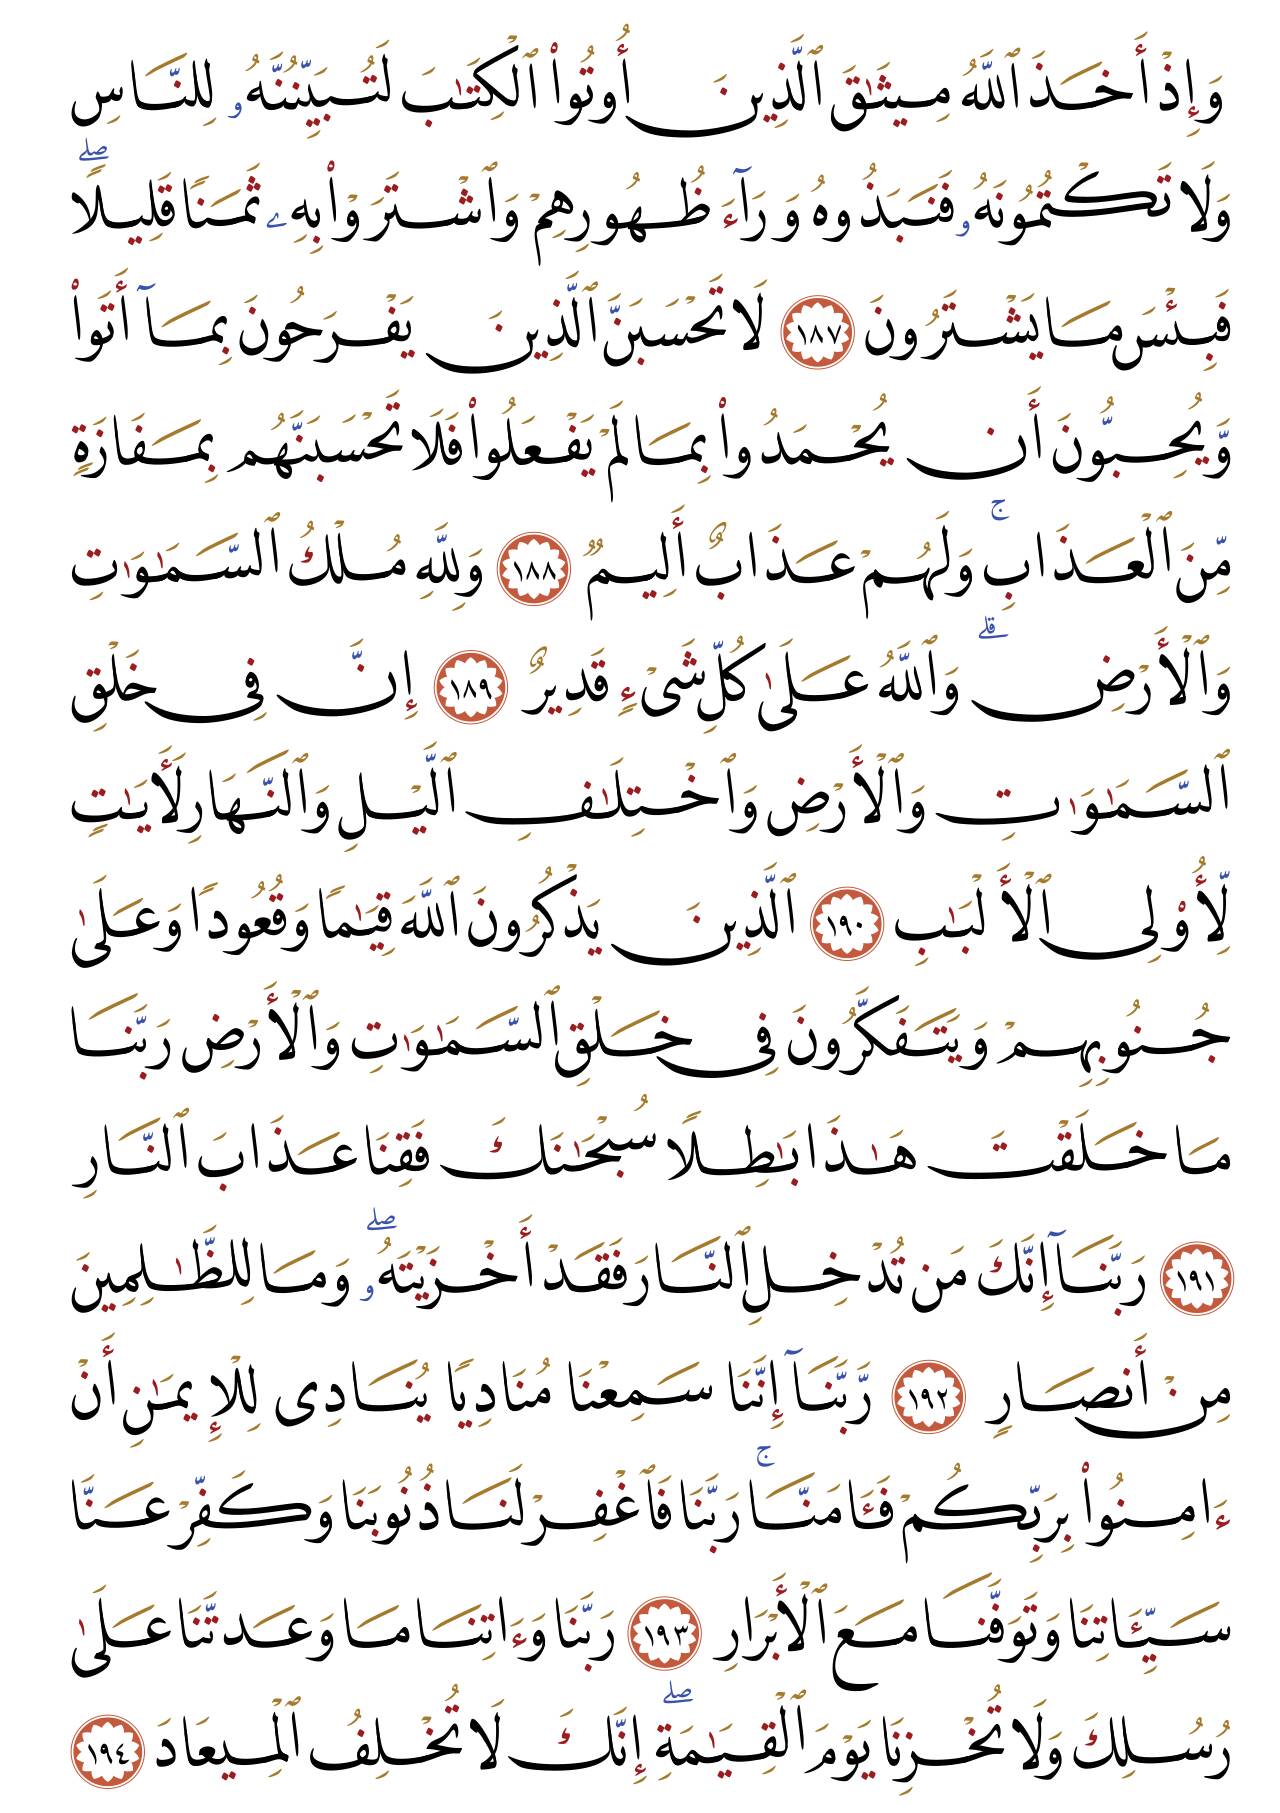 وَإِذْ أَخَذَ ٱللَّهُ مِيثَٰقَ ٱلَّذِينَ أُوتُوا۟ ٱلْكِتَٰبَ لَتُبَيِّنُنَّهُۥ لِلنَّاسِ
وَلَا تَكْتُمُونَهُۥ فَنَبَذُوهُ وَرَآءَ ظُهُورِهِمْ وَٱشْتَرَوْا۟ بِهِۦ ثَمَنًا قَلِيلًا ۖ
فَبِئْسَ مَا يَشْتَرُونَ ١٨٧ لَا تَحْسَبَنَّ ٱلَّذِينَ يَفْرَحُونَ بِمَآ أَتَوا۟
وَّيُحِبُّونَ أَن يُحْمَدُوا۟ بِمَا لَمْ يَفْعَلُوا۟ فَلَا تَحْسَبَنَّهُم بِمَفَازَةٍ
مِّنَ ٱلْعَذَابِ ۚ وَلَهُمْ عَذَابٌ أَلِيمٌ ١٨٨ وَلِلَّهِ مُلْكُ ٱلسَّمَٰوَٰتِ
وَٱلْأَرْضِ ۗ وَٱللَّهُ عَلَىٰ كُلِّ شَىْءٍ قَدِيرٌ ١٨٩ إِنَّ فِى خَلْقِ
ٱلسَّمَٰوَٰتِ وَٱلْأَرْضِ وَٱخْتِلَٰفِ ٱلَّيْلِ وَٱلنَّهَارِ لَأَيَٰتٍ
لِّأُو۟لِى ٱلْأَلْبَٰبِ ١٩٠ ٱلَّذِينَ يَذْكُرُونَ ٱللَّهَ قِيَٰمًا وَقُعُودًا وَعَلَىٰ
جُنُوبِهِمْ وَيَتَفَكَّرُونَ فِى خَلْقِ ٱلسَّمَٰوَٰتِ وَٱلْأَرْضِ رَبَّنَا
مَا خَلَقْتَ هَٰذَا بَٰطِلًا سُبْحَٰنَكَ فَقِنَا عَذَابَ ٱلنَّارِ
١٩١ رَبَّنَآ إِنَّكَ مَن تُدْخِلِ ٱلنَّارَ فَقَدْ أَخْزَيْتَهُۥ ۖ وَمَا لِلظَّٰلِمِينَ
مِنْ أَنصَارٍ ١٩٢ رَّبَّنَآ إِنَّنَا سَمِعْنَا مُنَادِيًا يُنَادِى لِلْإِيمَٰنِ أَنْ
ءَامِنُوا۟ بِرَبِّكُمْ فَـَٔامَنَّا ۚ رَبَّنَا فَٱغْفِرْ لَنَا ذُنُوبَنَا وَكَفِّرْ عَنَّا
سَيِّـَٔاتِنَا وَتَوَفَّنَا مَعَ ٱلْأَبْرَارِ ١٩٣ رَبَّنَا وَءَاتِنَا مَا وَعَدتَّنَا عَلَىٰ
رُسُلِكَ وَلَا تُخْزِنَا يَوْمَ ٱلْقِيَٰمَةِ ۖ إِنَّكَ لَا تُخْلِفُ ٱلْمِيعَادَ ١٩٤